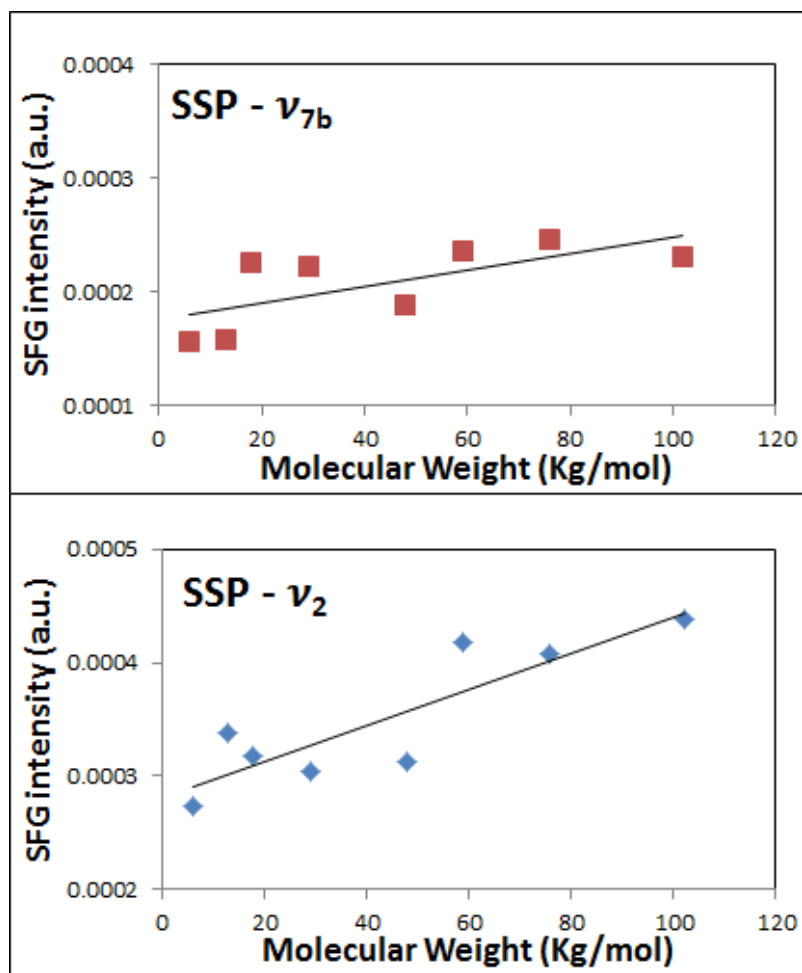 SSP - ν7b
SFG intensity (a.u.)
0.0004
0.0003
0.0002
0.0001
0 20 40 60 80 100 120
Molecular Weight (Kg/mol)
SSP - ν2
SFG intensity (a.u.)
0.0005
0.0004
0.0003
0.0002
0 20 40 60 80 100 120
Molecular Weight (Kg/mol)